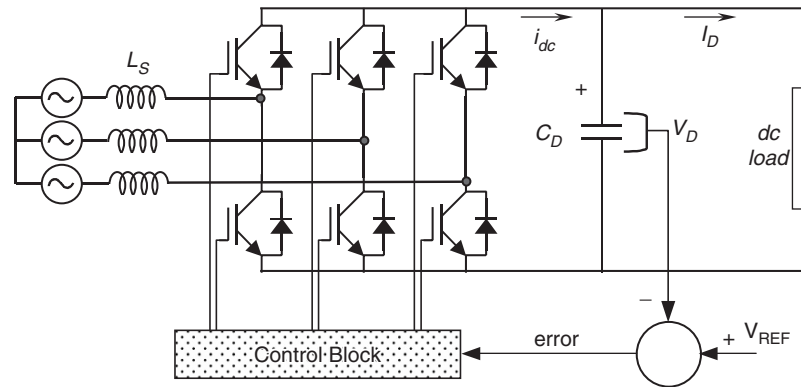 L_S
i_dc
I_D
+
C_D
V_D
dc
load
−
+ V_REF
error
Control Block